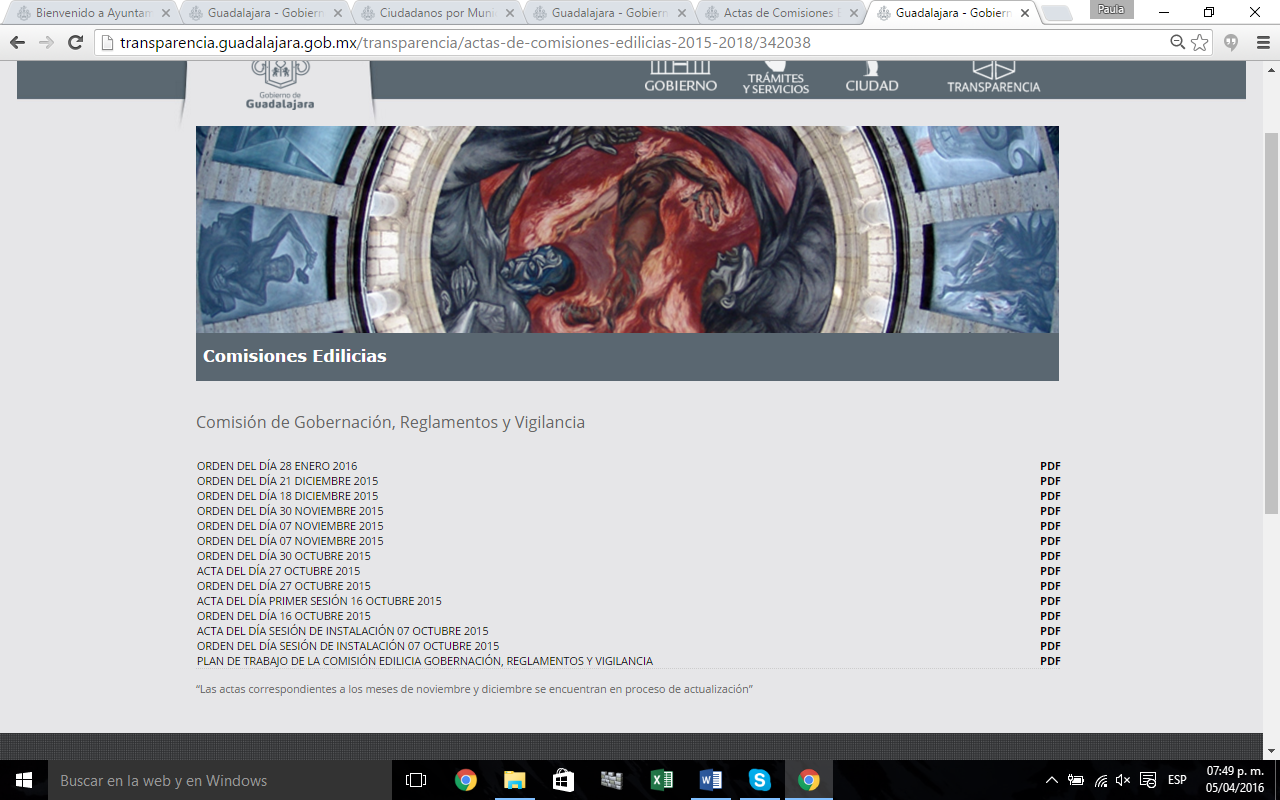 Bienvenido a Ayuntam
Guadalajara - Gobiern
Ciudadanos por Muni
Guadalajara - Gobiern
Actas de Comisiones E
Guadalajara - Gobiern
Paula
transparencia.guadalajara.gob.mx/transparencia/actas-de-comisiones-edilicias-2015-2018/342038
Gobierno de
Guadalajara
GOBIERNO
TRÁMITES
Y SERVICIOS
CIUDAD
TRANSPARENCIA
Comisiones Edilicias
Comisión de Gobernación, Reglamentos y Vigilancia
ORDEN DEL DÍA 28 ENERO 2016 PDF
ORDEN DEL DÍA 21 DICIEMBRE 2015 PDF
ORDEN DEL DÍA 18 DICIEMBRE 2015 PDF
ORDEN DEL DÍA 30 NOVIEMBRE 2015 PDF
ORDEN DEL DÍA 07 NOVIEMBRE 2015 PDF
ORDEN DEL DÍA 07 NOVIEMBRE 2015 PDF
ORDEN DEL DÍA 30 OCTUBRE 2015 PDF
ACTA DEL DÍA 27 OCTUBRE 2015 PDF
ORDEN DEL DÍA 27 OCTUBRE 2015 PDF
ACTA DEL DÍA PRIMER SESIÓN 16 OCTUBRE 2015 PDF
ORDEN DEL DÍA 16 OCTUBRE 2015 PDF
ACTA DEL DÍA SESIÓN DE INSTALACIÓN 07 OCTUBRE 2015 PDF
ORDEN DEL DÍA SESIÓN DE INSTALACIÓN 07 OCTUBRE 2015 PDF
PLAN DE TRABAJO DE LA COMISIÓN EDILICIA GOBERNACIÓN, REGLAMENTOS Y VIGILANCIA PDF
“Las actas correspondientes a los meses de noviembre y diciembre se encuentran en proceso de actualización”
Buscar en la web y en Windows
ESP
07:49 p. m.
05/04/2016